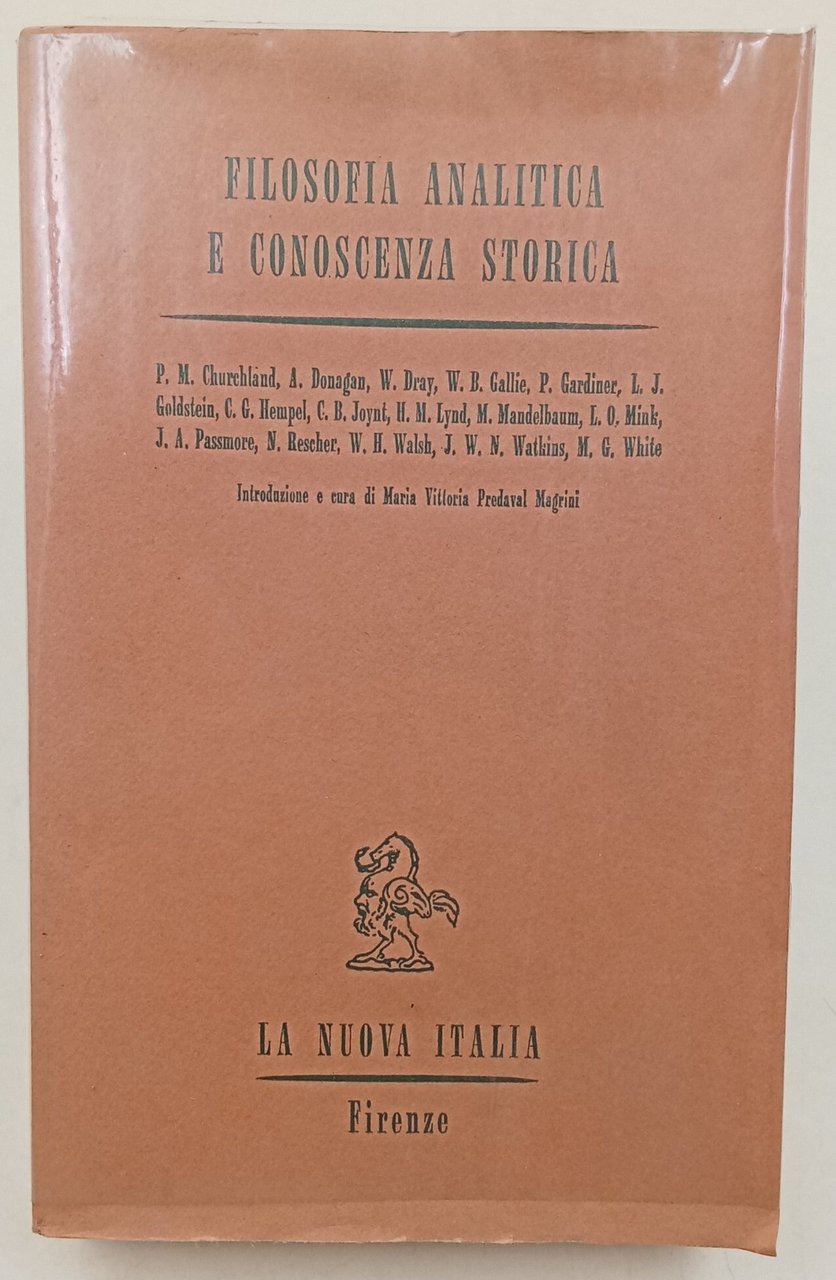 FILOSOFIA ANALITICA
E CONOSCENZA STORICA
P. M. Churchland, A. Donagan, W. Dray, W. B. Gallie, P. Gardiner, L. J.
Goldstein, C. G. Hempel, C. B. Joynt, H. M. Lynd, M. Mandelbaum, L. O. Mink,
J. A. Passmore, N. Rescher, W. H. Walsh, J. W. N. Watkins, M. G. White
Introduzione e cura di Maria Vittoria Predaval Magrini
LA NUOVA ITALIA
Firenze